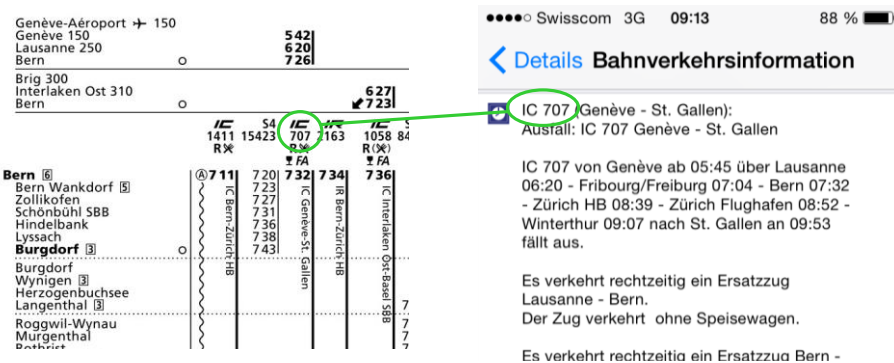 Genève-Aéroport ✈ 150
Genève 150 542
Lausanne 250 620
Bern 726
Brig 300
Interlaken Ost 310 627
Bern 723
IC S4 IC IR IC
1411 15423 707 2163 1058 84
R R R
FA FA
Bern 6 A 711 720 732 734 736
Bern Wankdorf 5 723
Zollikofen 727
Schönbühl SBB 731
Hindelbank 736
Lyssach 738
Burgdorf 3 743
Burgdorf
Wynigen 3
Herzogenbuchsee
Langenthal 3 7
Roggwil-Wynau 7
Murgenthal 7
Rothrist 7
IC Bern-Zürich HB
IC Genève-St. Gallen
IR Bern-Zürich HB
IC Interlaken Ost-Basel SBB
Swisscom 3G 09:13 88 %
Details Bahnverkehrsinformation
IC 707 (Genève - St. Gallen):
Ausfall: IC 707 Genève - St. Gallen
IC 707 von Genève ab 05:45 über Lausanne
06:20 - Fribourg/Freiburg 07:04 - Bern 07:32
- Zürich HB 08:39 - Zürich Flughafen 08:52 -
Winterthur 09:07 nach St. Gallen an 09:53
fällt aus.
Es verkehrt rechtzeitig ein Ersatzzug
Lausanne - Bern.
Der Zug verkehrt ohne Speisewagen.
Es verkehrt rechtzeitig ein Ersatzzug Bern -